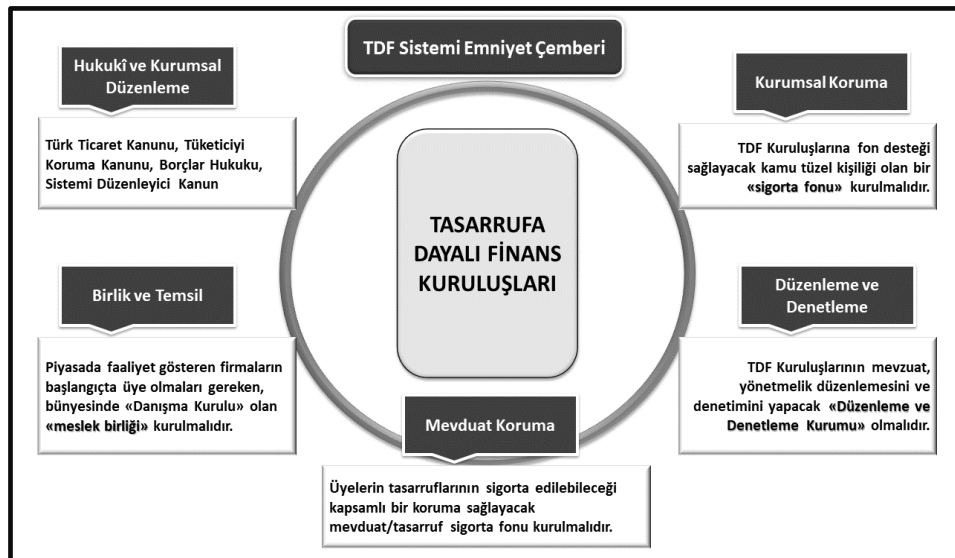 TDF Sistemi Emniyet Çemberi
Hukukî ve Kurumsal
Düzenleme
Türk Ticaret Kanunu, Tüketiciyi
Koruma Kanunu, Borçlar Hukuku,
Sistemi Düzenleyici Kanun
Kurumsal Koruma
TDF Kuruluşlarına fon desteği
sağlayacak kamu tüzel kişiliği olan bir
«sigorta fonu» kurulmalıdır.
TASARRUFA
DAYALI FİNANS
KURULUŞLARI
Birlik ve Temsil
Piyasada faaliyet gösteren firmaların
başlangıçta üye olmaları gereken,
bünyesinde «Danışma Kurulu» olan
«meslek birliği» kurulmalıdır.
Düzenleme ve
Denetleme
TDF Kuruluşlarının mevzuat,
yönetmelik düzenlemesini ve
denetimini yapacak «Düzenleme ve
Denetleme Kurumu» olmalıdır.
Mevduat Koruma
Üyelerin tasarruflarının sigorta edilebileceği
kapsamlı bir koruma sağlayacak
mevduat/tasarruf sigorta fonu kurulmalıdır.